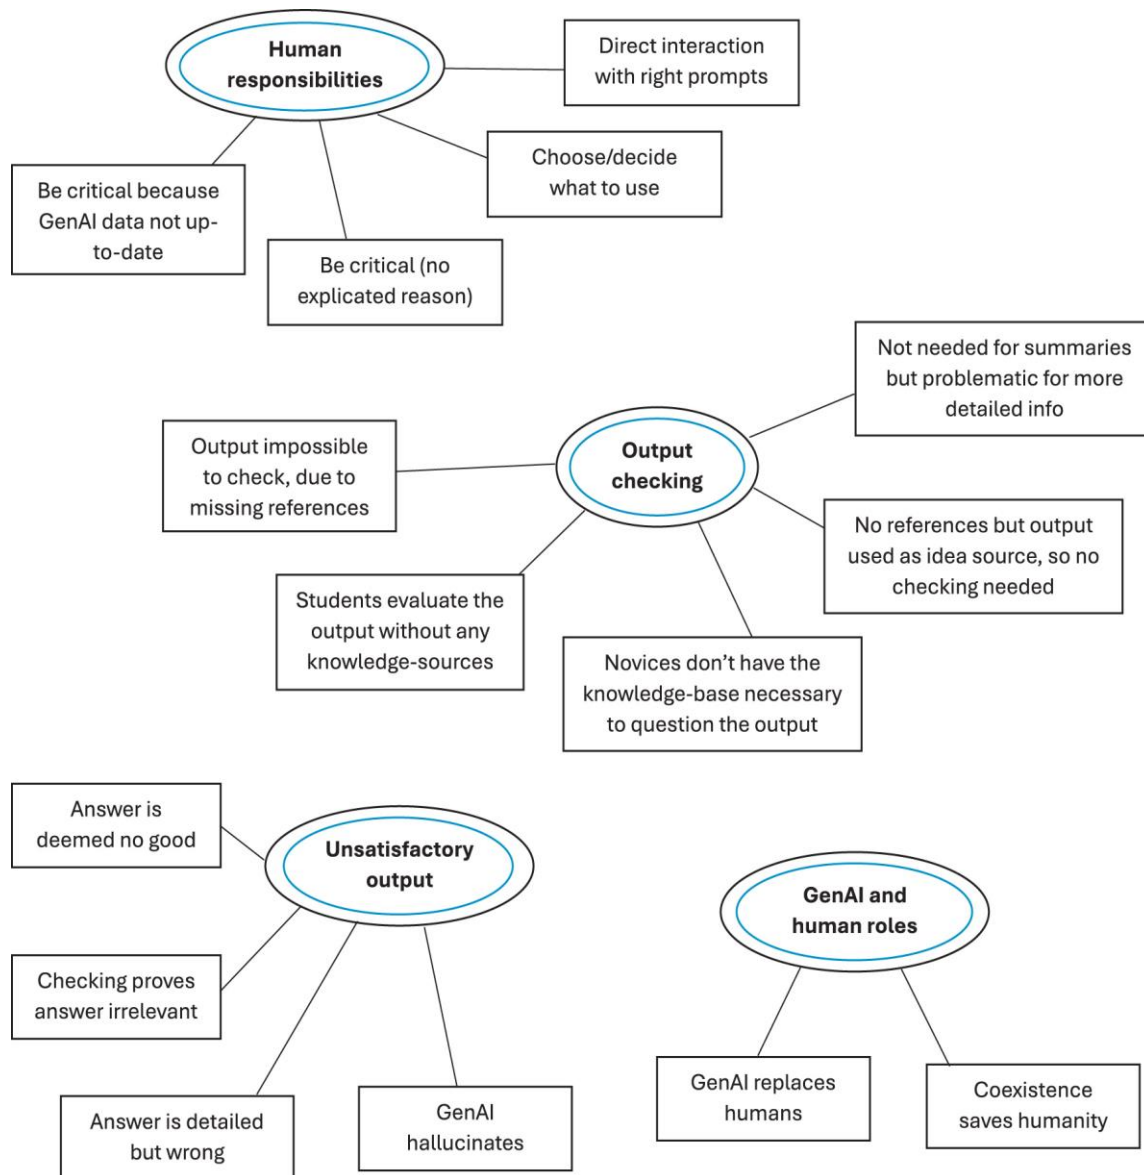 Human
responsibilities
Direct interaction
with right prompts
Choose/decide
what to use
Be critical because
GenAI data not up-
to-date
Be critical (no
explicated reason)
Not needed for summaries
but problematic for more
detailed info
Output
checking
Output impossible
to check, due to
missing references
No references but output
used as idea source, so no
checking needed
Students evaluate the
output without any
knowledge-sources
Novices don’t have the
knowledge-base necessary
to question the output
Answer is
deemed no good
Unsatisfactory
output
Checking proves
answer irrelevant
Answer is detailed
but wrong
GenAI
hallucinates
GenAI and
human roles
GenAI replaces
humans
Coexistence
saves humanity